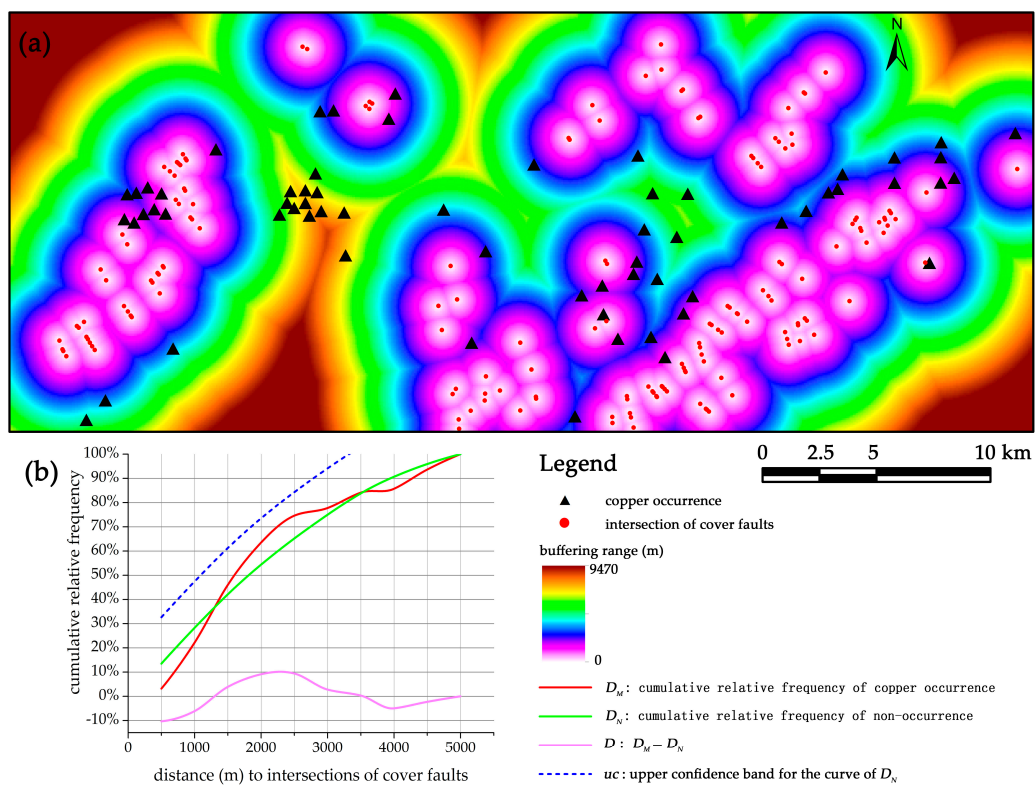 (a)
N
(b)
100%
90%
80%
70%
60%
50%
40%
30%
20%
10%
0%
-10%
cumulative relative frequency
0
1000
2000
3000
4000
5000
distance (m) to intersections of cover faults
0 2.5 5 10 km
Legend
copper occurrence
intersection of cover faults
buffering range (m)
9470
0
D_M : cumulative relative frequency of copper occurrence
D_N : cumulative relative frequency of non-occurrence
D : D_M – D_N
uc : upper confidence band for the curve of D_N